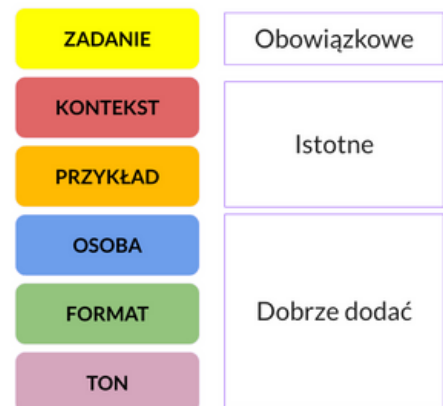 ZADANIE
Obowiązkowe
KONTEKST
Istotne
PRZYKŁAD
OSOBA
FORMAT
Dobrze dodać
TON